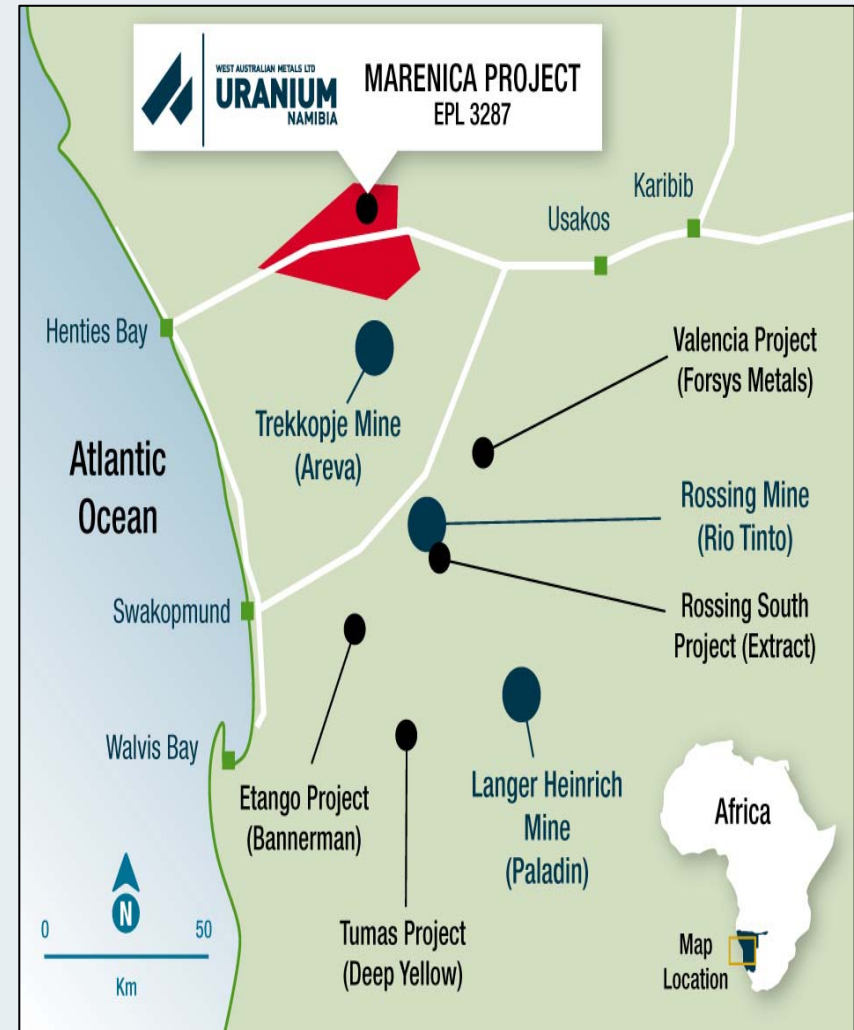 WEST AUSTRALIAN METALS LTD
URANIUM
NAMIBIA
MARENICA PROJECT
EPL 3287
Karibib
Usakos
Henties Bay
Valencia Project
(Forsys Metals)
Trekkopje Mine
(Areva)
Atlantic
Ocean
Rossing Mine
(Rio Tinto)
Swakopmund
Rossing South
Project (Extract)
Walvis Bay
Etango Project
(Bannerman)
Langer Heinrich
Mine
(Paladin)
Africa
N
0
50
Km
Tumas Project
(Deep Yellow)
Map
Location